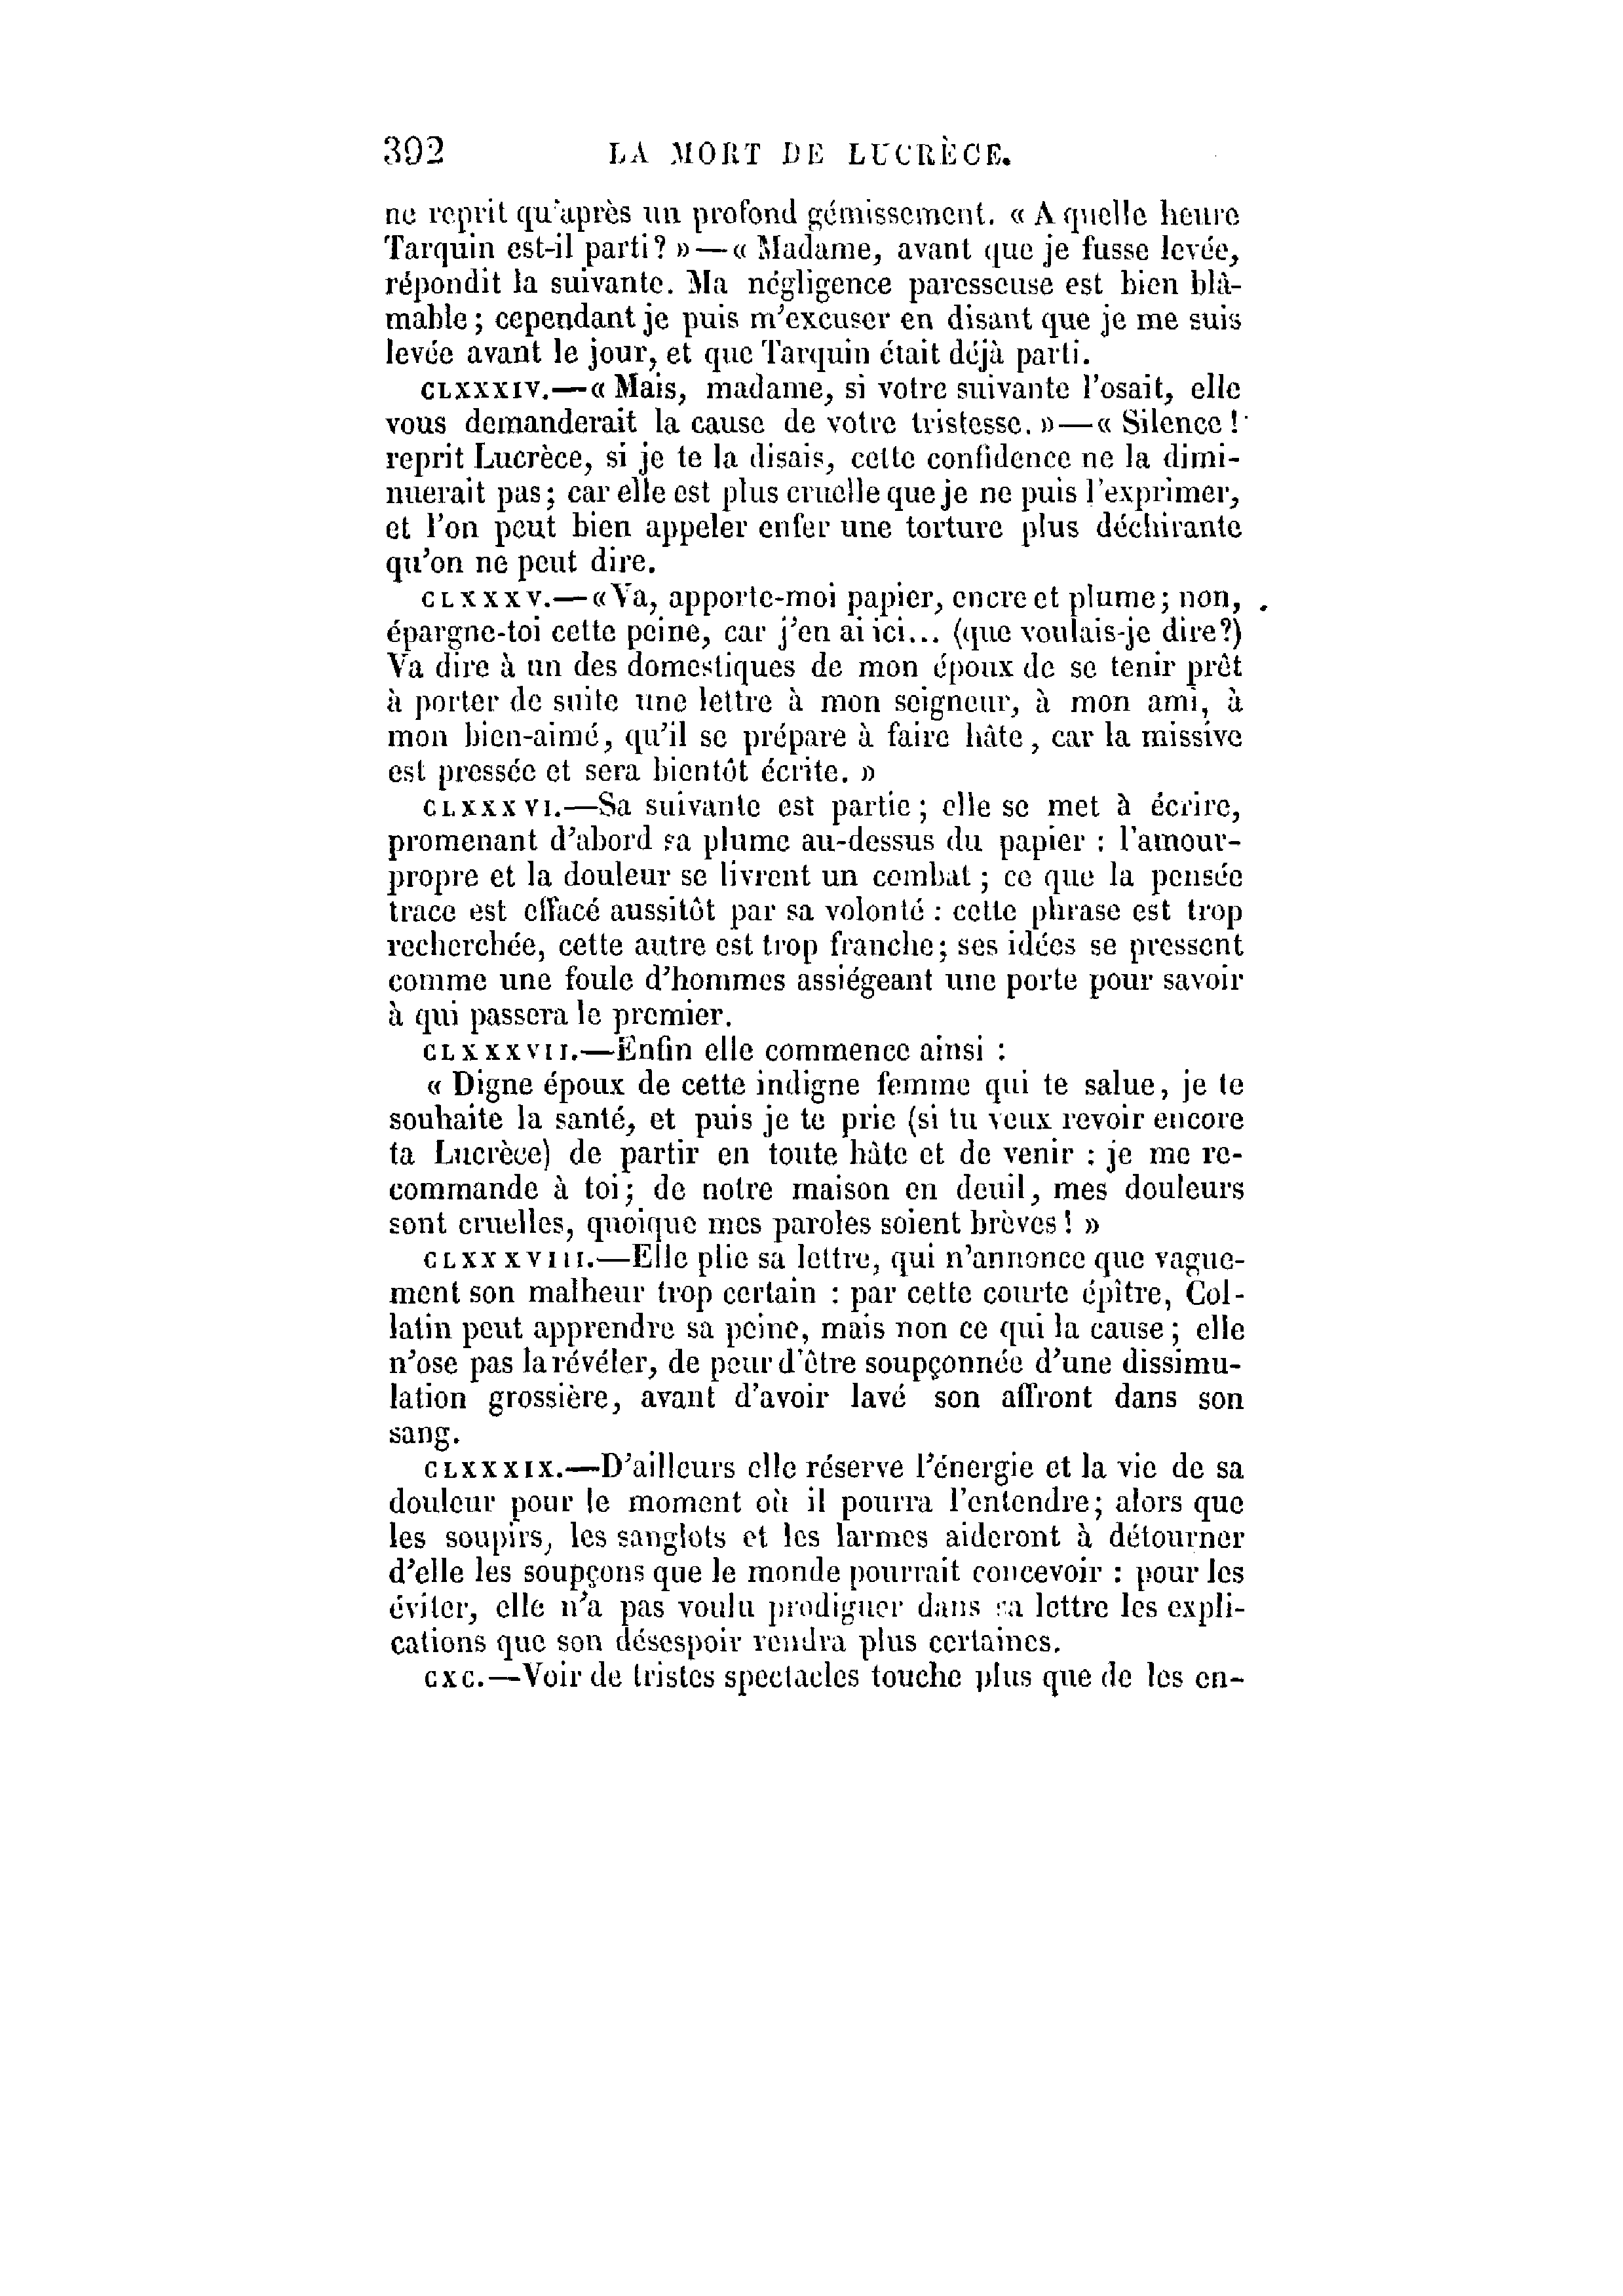 392 LA MORT DE LUCRÈCE.
ne reprit qu'après un profond gémissement. « A quelle heure
Tarquin est-il parti? »—« Madame, avant que je fusse levée,
répondit la suivante. Ma négligence paresseuse est bien blâ-
mable; cependant je puis m'excuser en disant que je me suis
levée avant le jour, et que Tarquin était déjà parti.
CLXXXIV.—« Mais, madame, si votre suivante l'osait, elle
vous demanderait la cause de votre tristesse. »—« Silence!
reprit Lucrèce, si je te la disais, cette confidence ne la dimi-
nuerait pas; car elle est plus cruelle que je ne puis l'exprimer,
et l'on peut bien appeler enfer une torture plus déchirante
qu'on ne peut dire.
CLXXXV.—«Va, apporte-moi papier, encre et plume; non,
épargne-toi cette peine, car j'en ai ici... (que voulais-je dire?)
Va dire à un des domestiques de mon époux de se tenir prêt
à porter de suite une lettre à mon seigneur, à mon ami, à
mon bien-aimé, qu'il se prépare à faire hâte, car la missive
est pressée et sera bientôt écrite. »
CLXXXVI.—Sa suivante est partie; elle se met à écrire,
promenant d'abord sa plume au-dessus du papier : l'amour-
propre et la douleur se livrent un combat; ce que la pensée
trace est effacé aussitôt par sa volonté : cette phrase est trop
recherchée, cette autre est trop franche; ses idées se pressent
comme une foule d'hommes assiégeant une porte pour savoir
à qui passera le premier.
CLXXXVII.—Enfin elle commence ainsi :
« Digne époux de cette indigne femme qui te salue, je te
souhaite la santé, et puis je te prie (si tu veux revoir encore
ta Lucrèce) de partir en toute hâte et de venir : je me re-
commande à toi; de notre maison en deuil, mes douleurs
sont cruelles, quoique mes paroles soient brèves! »
CLXXXVIII.—Elle plie sa lettre, qui n'annonce que vague-
ment son malheur trop certain : par cette courte épître, Col-
latin peut apprendre sa peine, mais non ce qui la cause; elle
n'ose pas la révéler, de peur d'être soupçonnée d'une dissimu-
lation grossière, avant d'avoir lavé son affront dans son
sang.
CLXXXIX.—D'ailleurs elle réserve l'énergie et la vie de sa
douleur pour le moment où il pourra l'entendre; alors que
les soupirs, les sanglots et les larmes aideront à détourner
d'elle les soupçons que le monde pourrait concevoir : pour les
éviter, elle n'a pas voulu prodiguer dans sa lettre les expli-
cations que son désespoir rendra plus certaines.
CXC.—Voir de tristes spectacles touche plus que de les en-